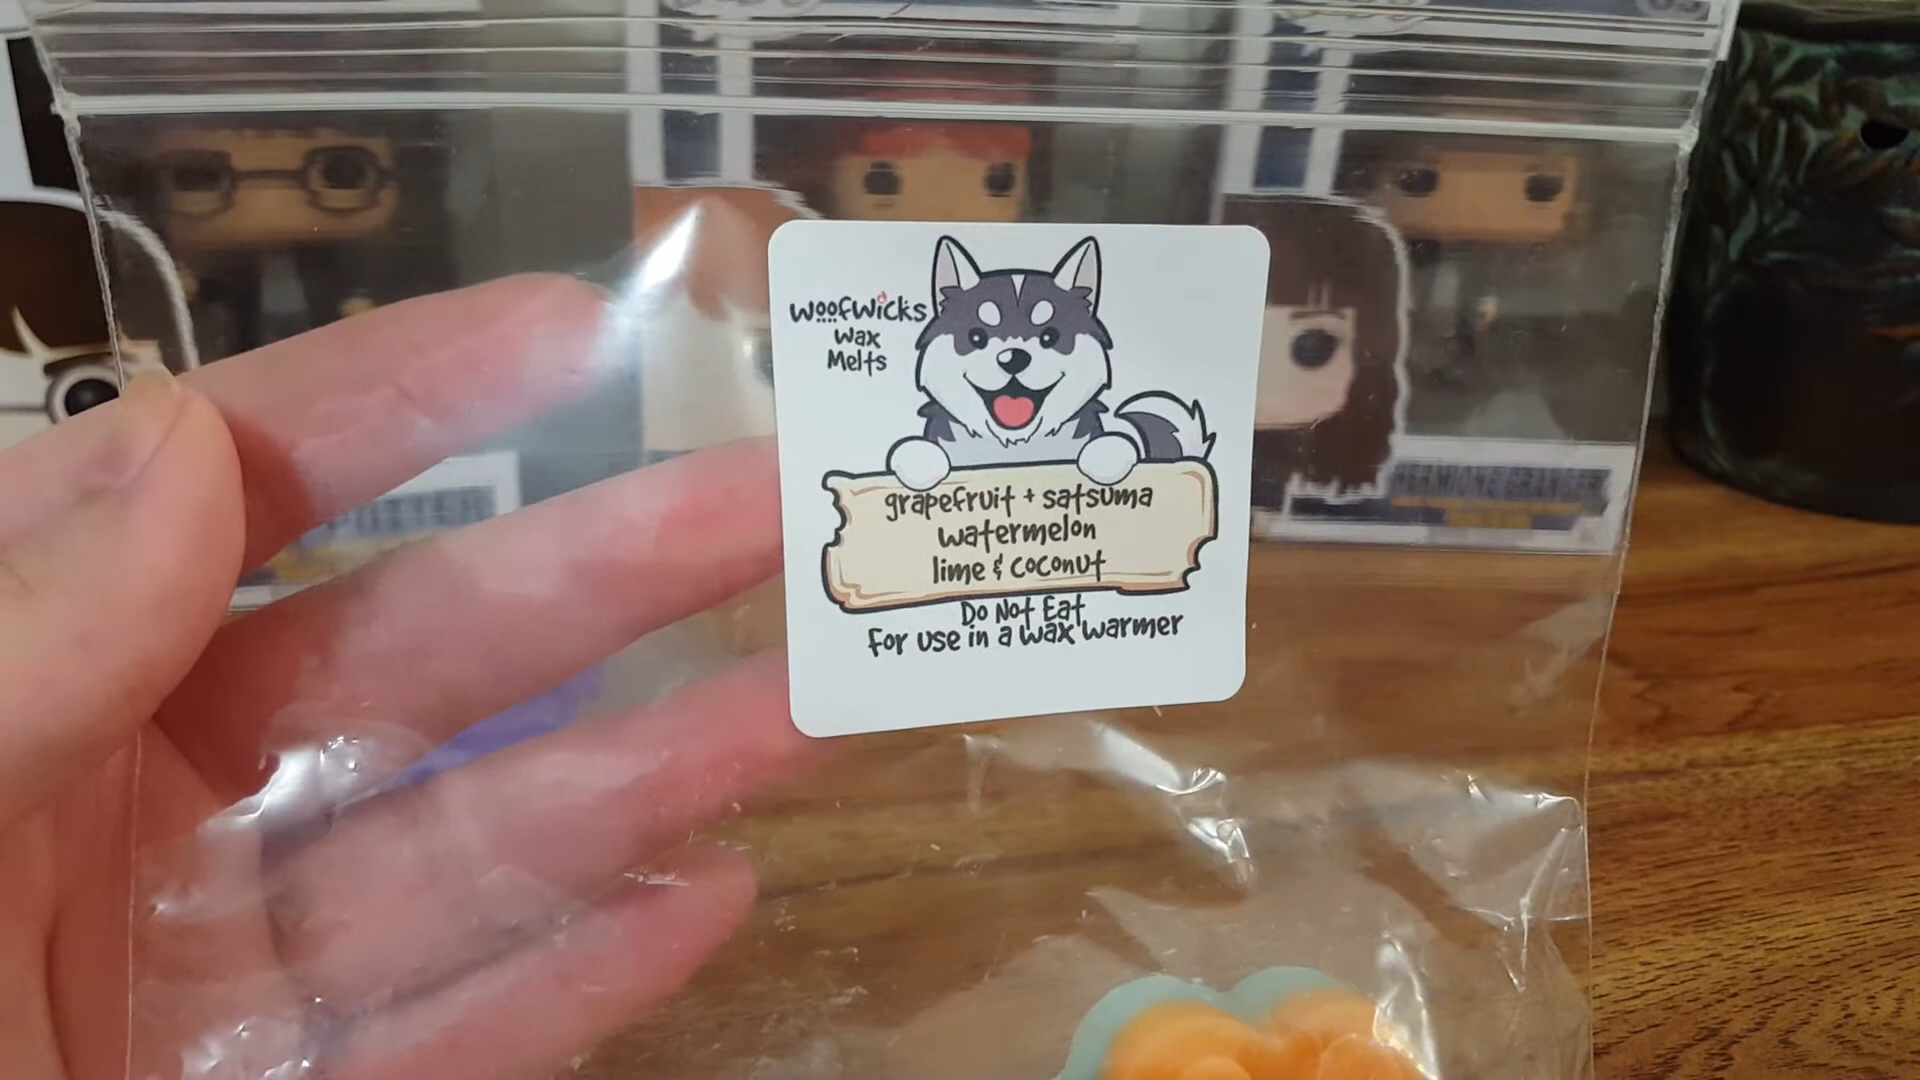 WoofWicks
Wax
Melts
grapefruit + satsuma
watermelon
lime & coconut
Do Not Eat
For use in a wax warmer
HERMIONE GRANGER